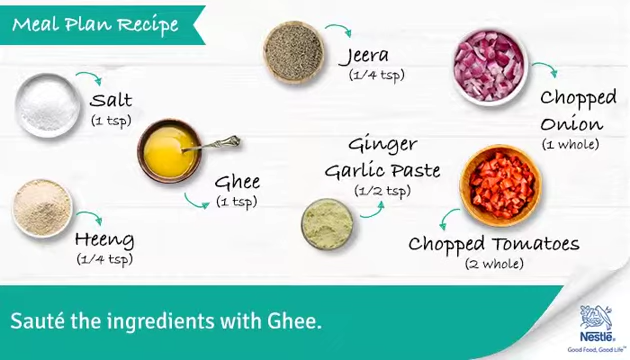 Meal Plan Recipe
Jeera
(1/4 tsp)
Salt
(1 tsp)
Chopped
Onion
(1 whole)
Ginger
Garlic Paste
(1/2 tsp)
Ghee
(1 tsp)
Heeng
(1/4 tsp)
Chopped Tomatoes
(2 whole)
Sauté the ingredients with Ghee.
Nestlé®
Good Food, Good Life™